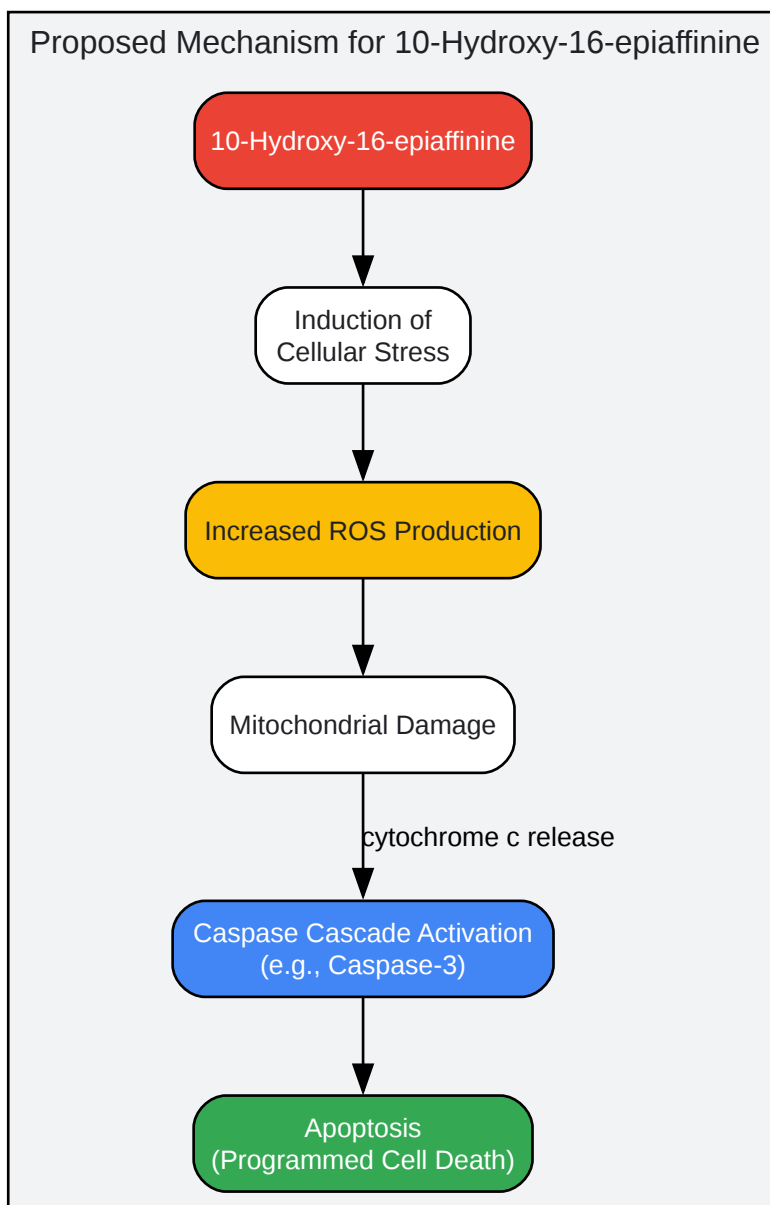 Proposed Mechanism for 10-Hydroxy-16-epiaffinine
10-Hydroxy-16-epiaffinine
Induction of
Cellular Stress
Increased ROS Production
Mitochondrial Damage
cytochrome c release
Caspase Cascade Activation
(e.g., Caspase-3)
Apoptosis
(Programmed Cell Death)